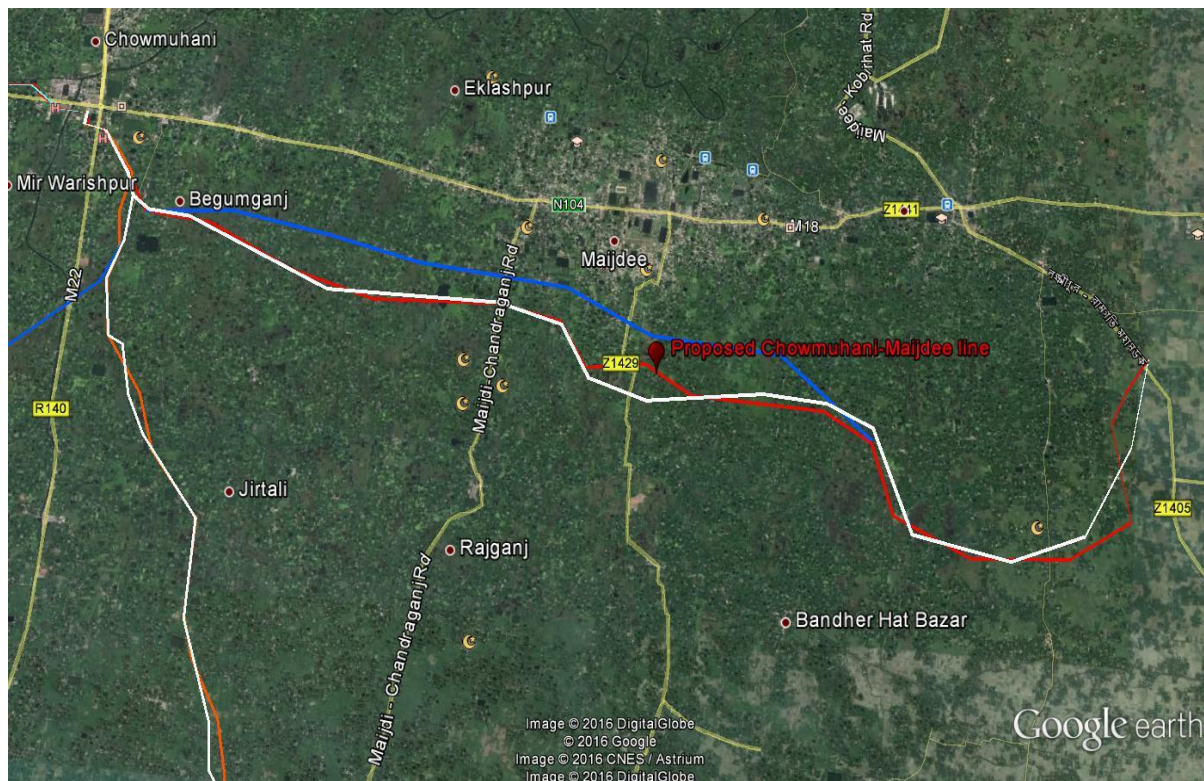 Chowmuhani
Maijdee - Kobirhat Rd
Eklashpur
H
H
Mir Warishpur
Begumganj
N104
Z1441
M18
Maijdee
M22
Maijdi-Chandraganj Rd
Proposed Chowmuhani-Maijdee line
Z1429
R140
Jirtali
Z1405
Rajganj
Bandher Hat Bazar
Maijdi - Chandraganj Rd
Image © 2016 DigitalGlobe
© 2016 Google
Image © 2016 CNES / Astrium
Image © 2016 DigitalGlobe
Google earth